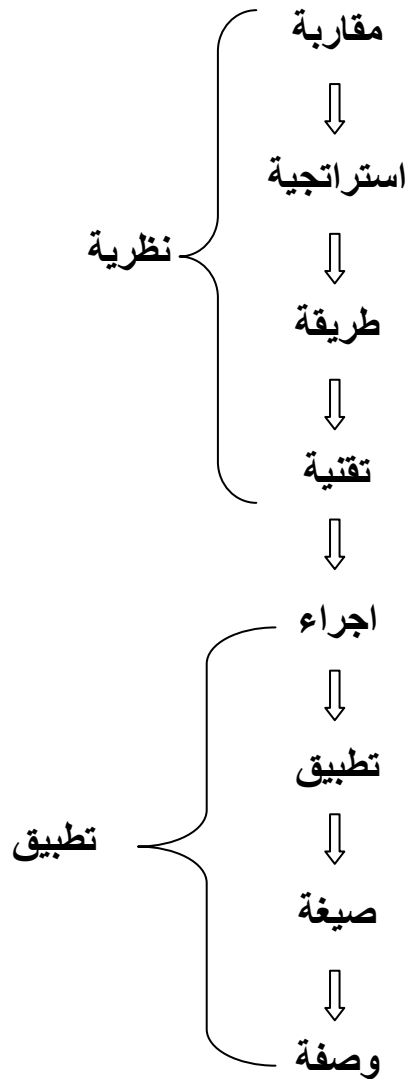 مقاربة
استراتجية
نظرية
طريقة
تقنية
اجراء
تطبيق
تطبيق
صيغة
وصفة